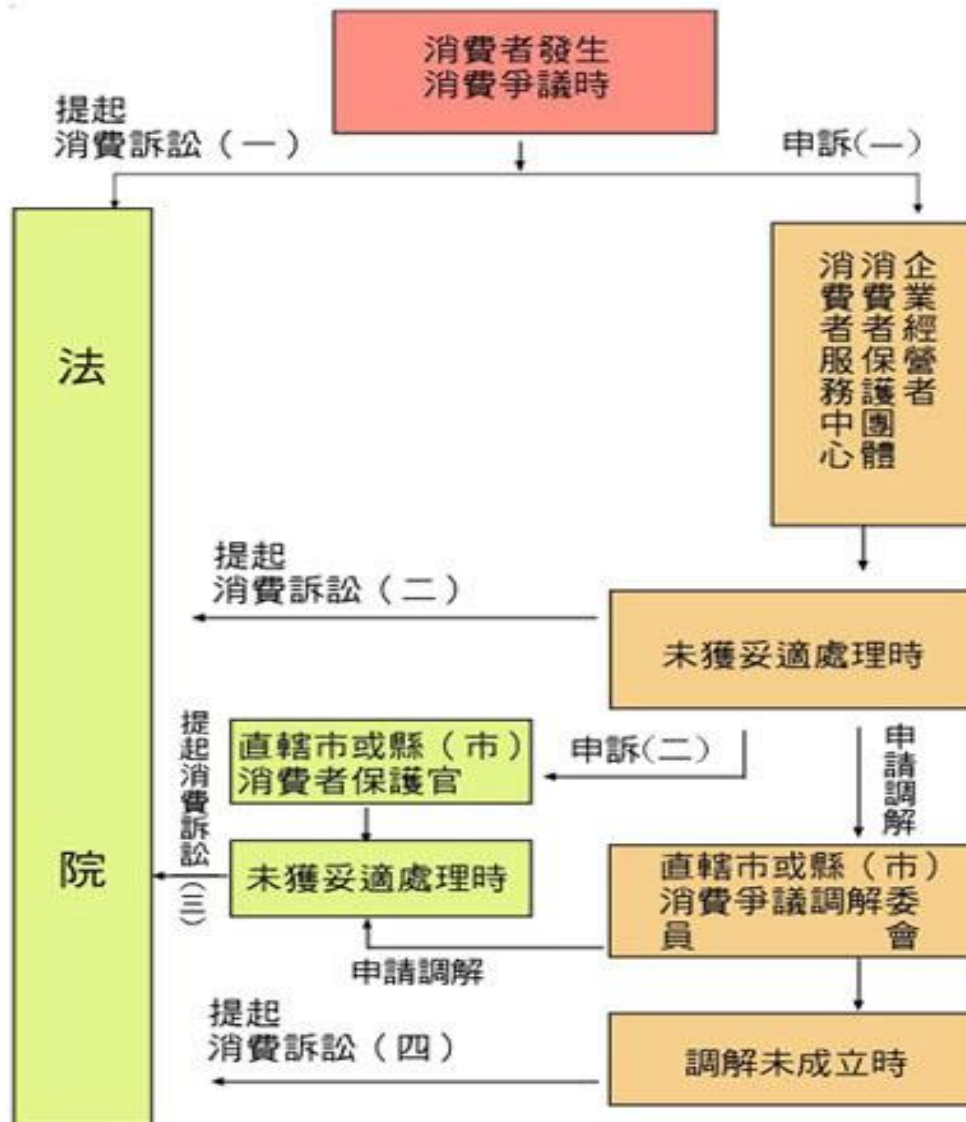 消費者發生
消費爭議時
提起
消費訴訟（一）
申訴(一)
法院
企業經營者
消費者保護團體
消費者服務中心
提起
消費訴訟（二）
未獲妥適處理時
提起消費訴訟(三)
直轄市或縣（市）
消費者保護官
申訴(二)
申請調解
未獲妥適處理時
直轄市或縣（市）
消費爭議調解委
員會
申請調解
提起
消費訴訟（四）
調解未成立時